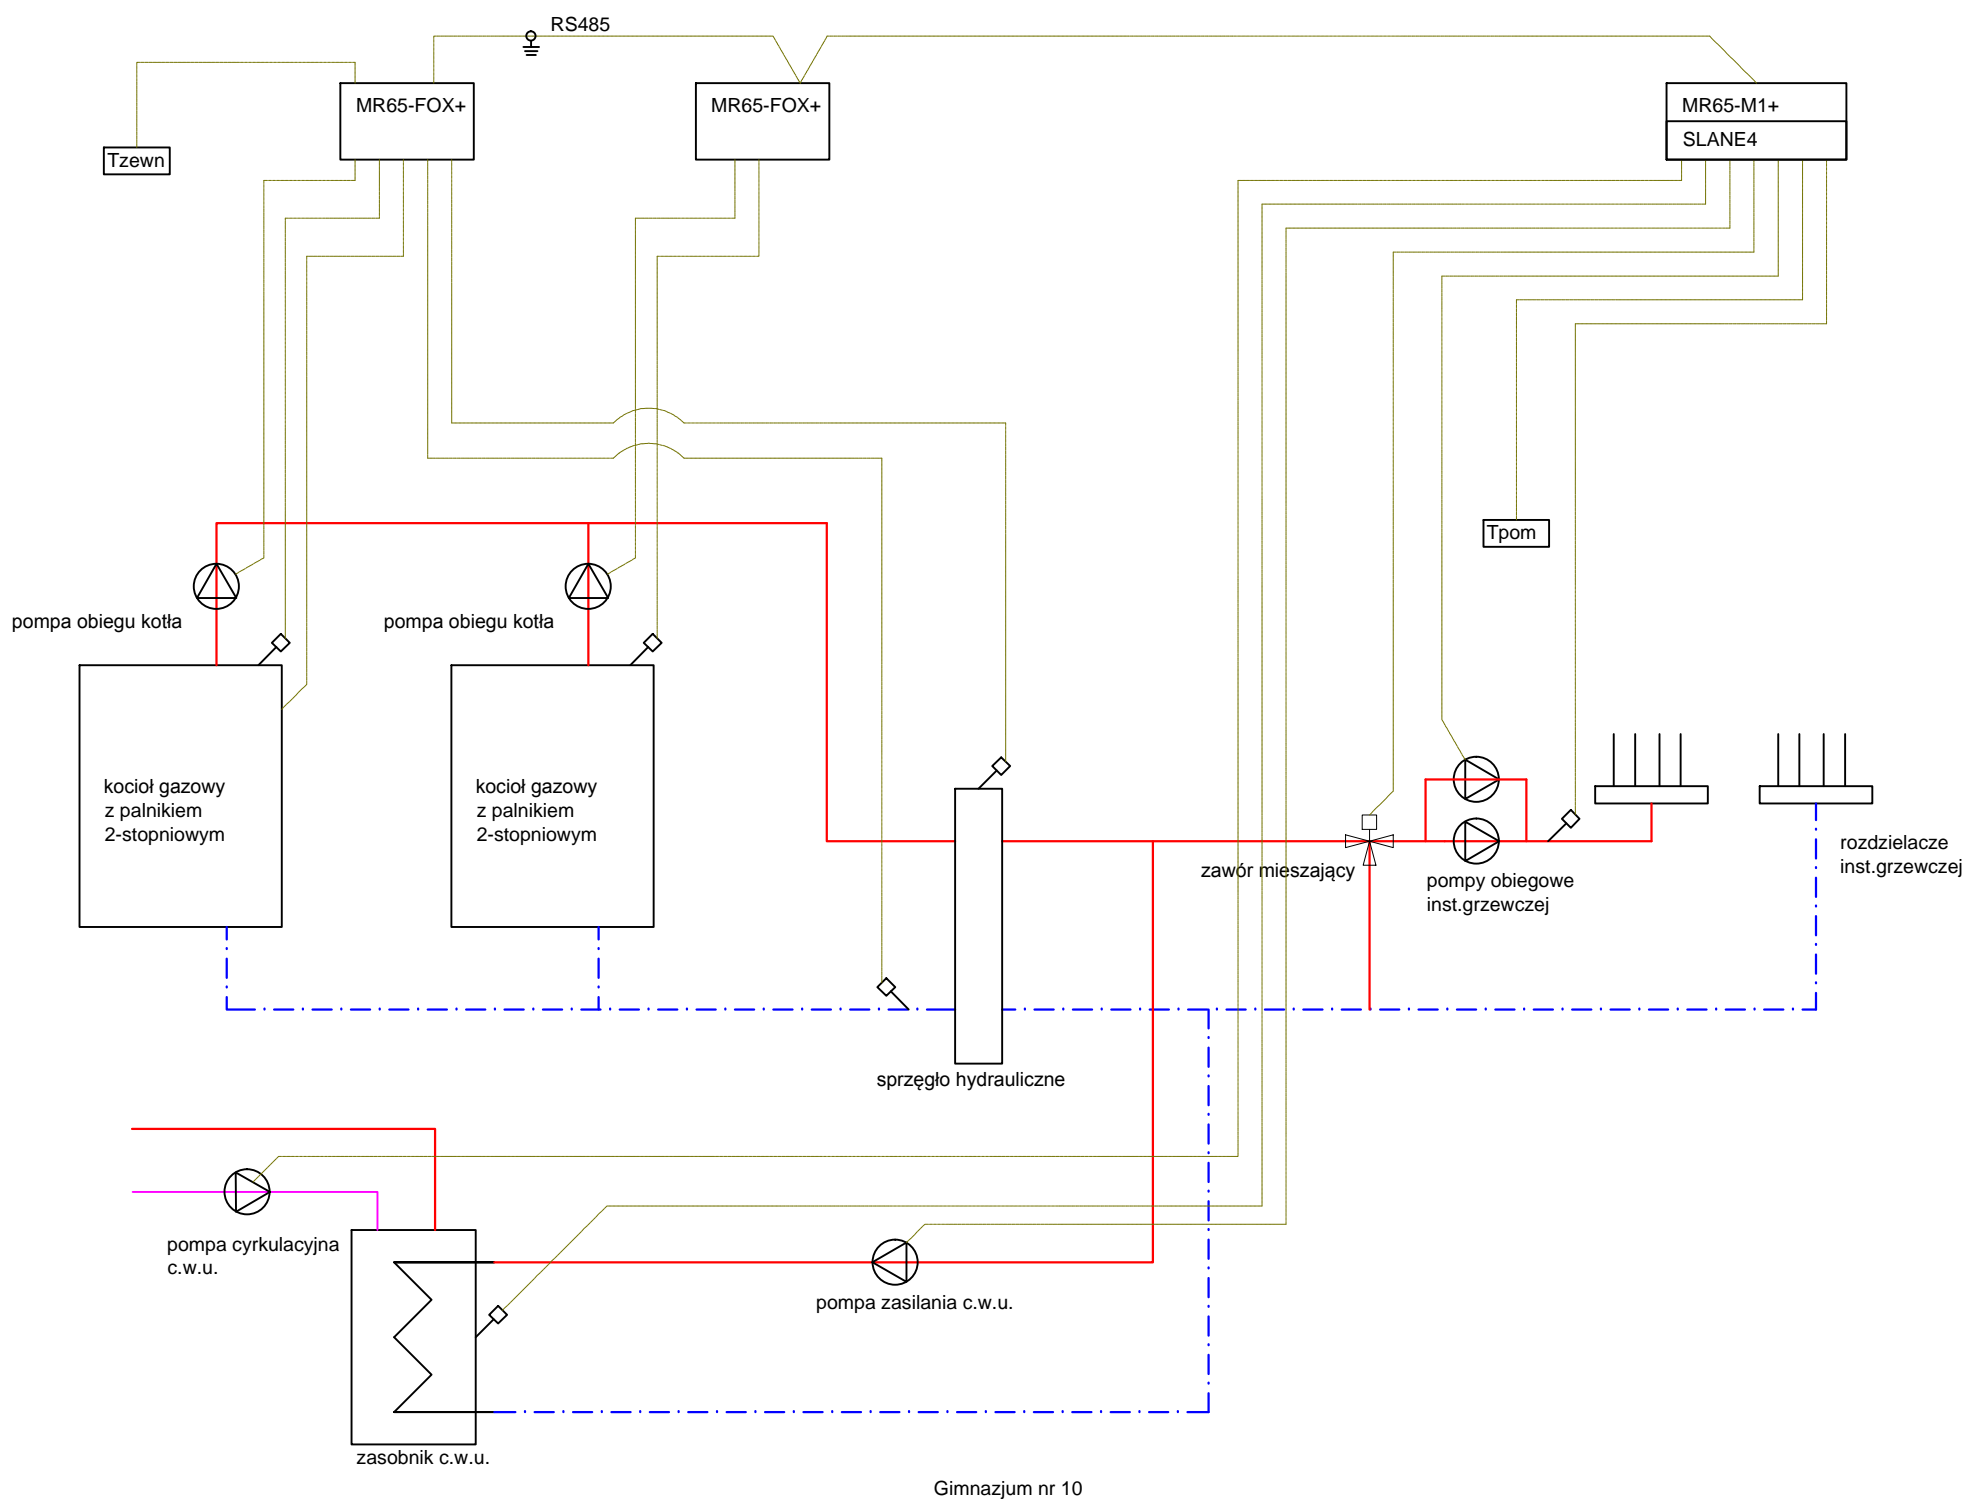 RS485
MR65-FOX+
MR65-FOX+
MR65-M1+
SLANE4
Tzewn
Tpom
pompa obiegu kotła
pompa obiegu kotła
kocioł gazowy
z palnikiem
2-stopniowym
kocioł gazowy
z palnikiem
2-stopniowym
zawór mieszający
pompy obiegowe
inst.grzewczej
rozdzielacze
inst.grzewczej
sprzęgło hydrauliczne
pompa cyrkulacyjna
c.w.u.
pompa zasilania c.w.u.
zasobnik c.w.u.
Gimnazjum nr 10